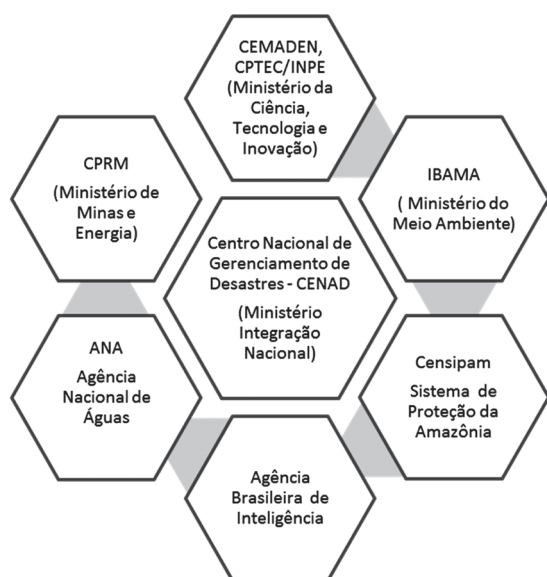 CEMADEN,
CPTEC/INPE
(Ministério da
Ciência,
Tecnologia e
Inovação)
CPRM
(Ministério de
Minas e
Energia)
IBAMA
( Ministério do
Meio Ambiente)
Centro Nacional de
Gerenciamento de
Desastres - CENAD
(Ministério
Integração
Nacional)
ANA
Agência
Nacional de
Águas
Censipam
Sistema de
Proteção da
Amazônia
Agência
Brasileira de
Inteligência